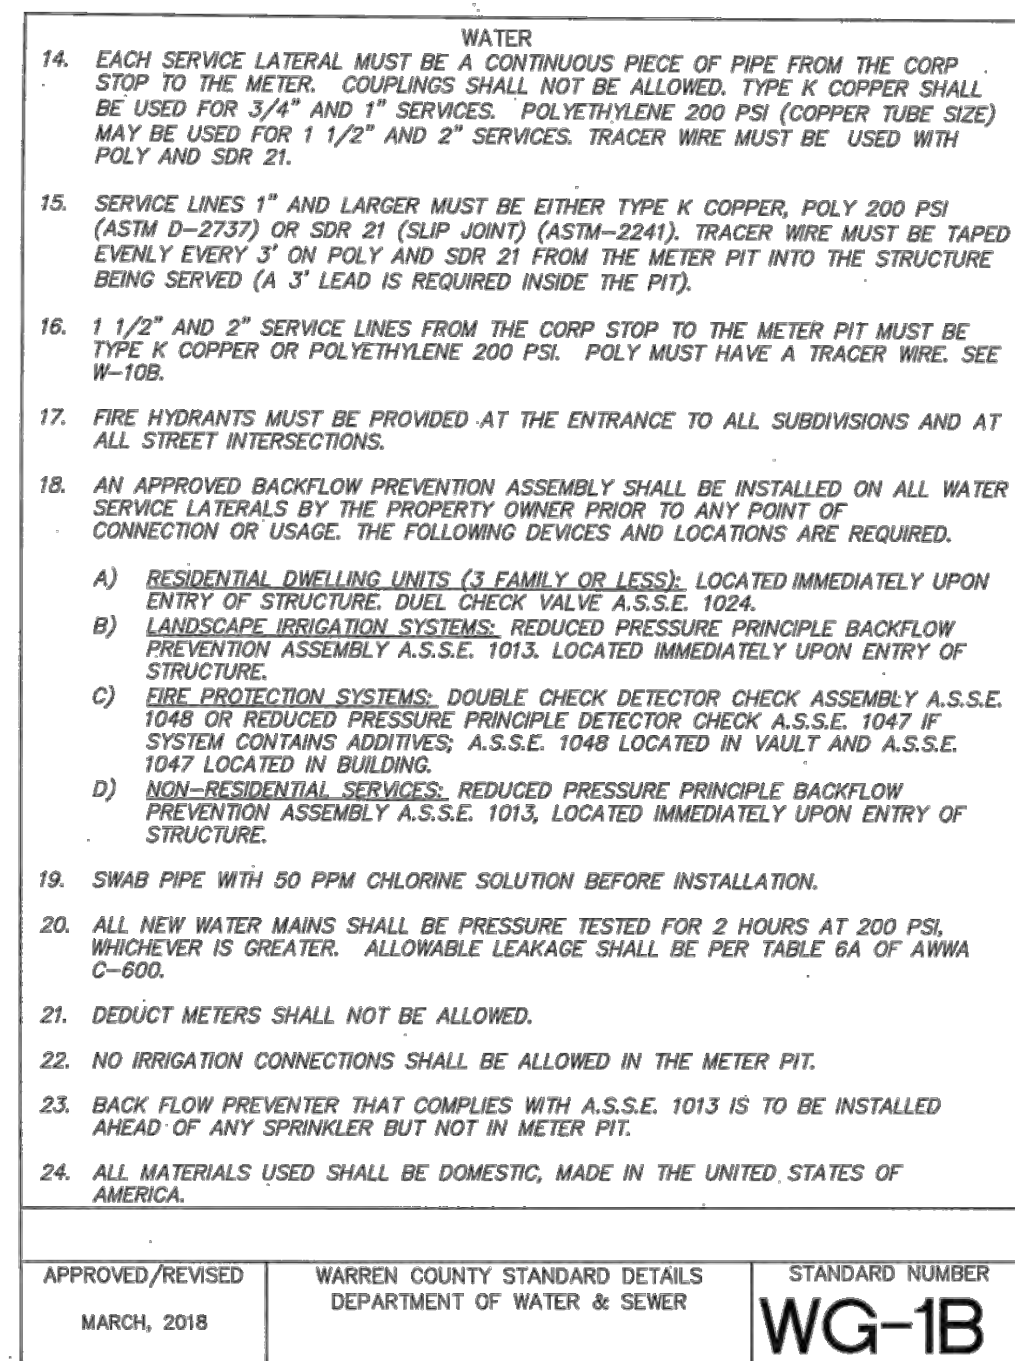 WATER
14. EACH SERVICE LATERAL MUST BE A CONTINUOUS PIECE OF PIPE FROM THE CORP
STOP TO THE METER. COUPLINGS SHALL NOT BE ALLOWED. TYPE K COPPER SHALL
BE USED FOR 3/4" AND 1" SERVICES. POLYETHYLENE 200 PSI (COPPER TUBE SIZE)
MAY BE USED FOR 1 1/2" AND 2" SERVICES. TRACER WIRE MUST BE USED WITH
POLY AND SDR 21.
15. SERVICE LINES 1" AND LARGER MUST BE EITHER TYPE K COPPER, POLY 200 PSI
(ASTM D-2737) OR SDR 21 (SLIP JOINT) (ASTM-2241). TRACER WIRE MUST BE TAPED
EVENLY EVERY 3' ON POLY AND SDR 21 FROM THE METER PIT INTO THE STRUCTURE
BEING SERVED (A 3' LEAD IS REQUIRED INSIDE THE PIT).
16. 1 1/2" AND 2" SERVICE LINES FROM THE CORP STOP TO THE METER PIT MUST BE
TYPE K COPPER OR POLYETHYLENE 200 PSI. POLY MUST HAVE A TRACER WIRE. SEE
W-10B.
17. FIRE HYDRANTS MUST BE PROVIDED AT THE ENTRANCE TO ALL SUBDIVISIONS AND AT
ALL STREET INTERSECTIONS.
18. AN APPROVED BACKFLOW PREVENTION ASSEMBLY SHALL BE INSTALLED ON ALL WATER
SERVICE LATERALS BY THE PROPERTY OWNER PRIOR TO ANY POINT OF
CONNECTION OR USAGE. THE FOLLOWING DEVICES AND LOCATIONS ARE REQUIRED.
A) RESIDENTIAL DWELLING UNITS (3 FAMILY OR LESS): LOCATED IMMEDIATELY UPON
ENTRY OF STRUCTURE. DUEL CHECK VALVE A.S.S.E. 1024.
B) LANDSCAPE IRRIGATION SYSTEMS: REDUCED PRESSURE PRINCIPLE BACKFLOW
PREVENTION ASSEMBLY A.S.S.E. 1013. LOCATED IMMEDIATELY UPON ENTRY OF
STRUCTURE.
C) FIRE PROTECTION SYSTEMS: DOUBLE CHECK DETECTOR CHECK ASSEMBLY A.S.S.E.
1048 OR REDUCED PRESSURE PRINCIPLE DETECTOR CHECK A.S.S.E. 1047 IF
SYSTEM CONTAINS ADDITIVES; A.S.S.E. 1048 LOCATED IN VAULT AND A.S.S.E.
1047 LOCATED IN BUILDING.
D) NON-RESIDENTIAL SERVICES: REDUCED PRESSURE PRINCIPLE BACKFLOW
PREVENTION ASSEMBLY A.S.S.E. 1013, LOCATED IMMEDIATELY UPON ENTRY OF
STRUCTURE.
19. SWAB PIPE WITH 50 PPM CHLORINE SOLUTION BEFORE INSTALLATION.
20. ALL NEW WATER MAINS SHALL BE PRESSURE TESTED FOR 2 HOURS AT 200 PSI,
WHICHEVER IS GREATER. ALLOWABLE LEAKAGE SHALL BE PER TABLE 6A OF AWWA
C-600.
21. DEDUCT METERS SHALL NOT BE ALLOWED.
22. NO IRRIGATION CONNECTIONS SHALL BE ALLOWED IN THE METER PIT.
23. BACK FLOW PREVENTER THAT COMPLIES WITH A.S.S.E. 1013 IS TO BE INSTALLED
AHEAD OF ANY SPRINKLER BUT NOT IN METER PIT.
24. ALL MATERIALS USED SHALL BE DOMESTIC, MADE IN THE UNITED STATES OF
AMERICA.
APPROVED/REVISED
MARCH, 2018
WARREN COUNTY STANDARD DETAILS
DEPARTMENT OF WATER & SEWER
STANDARD NUMBER
WG-1B